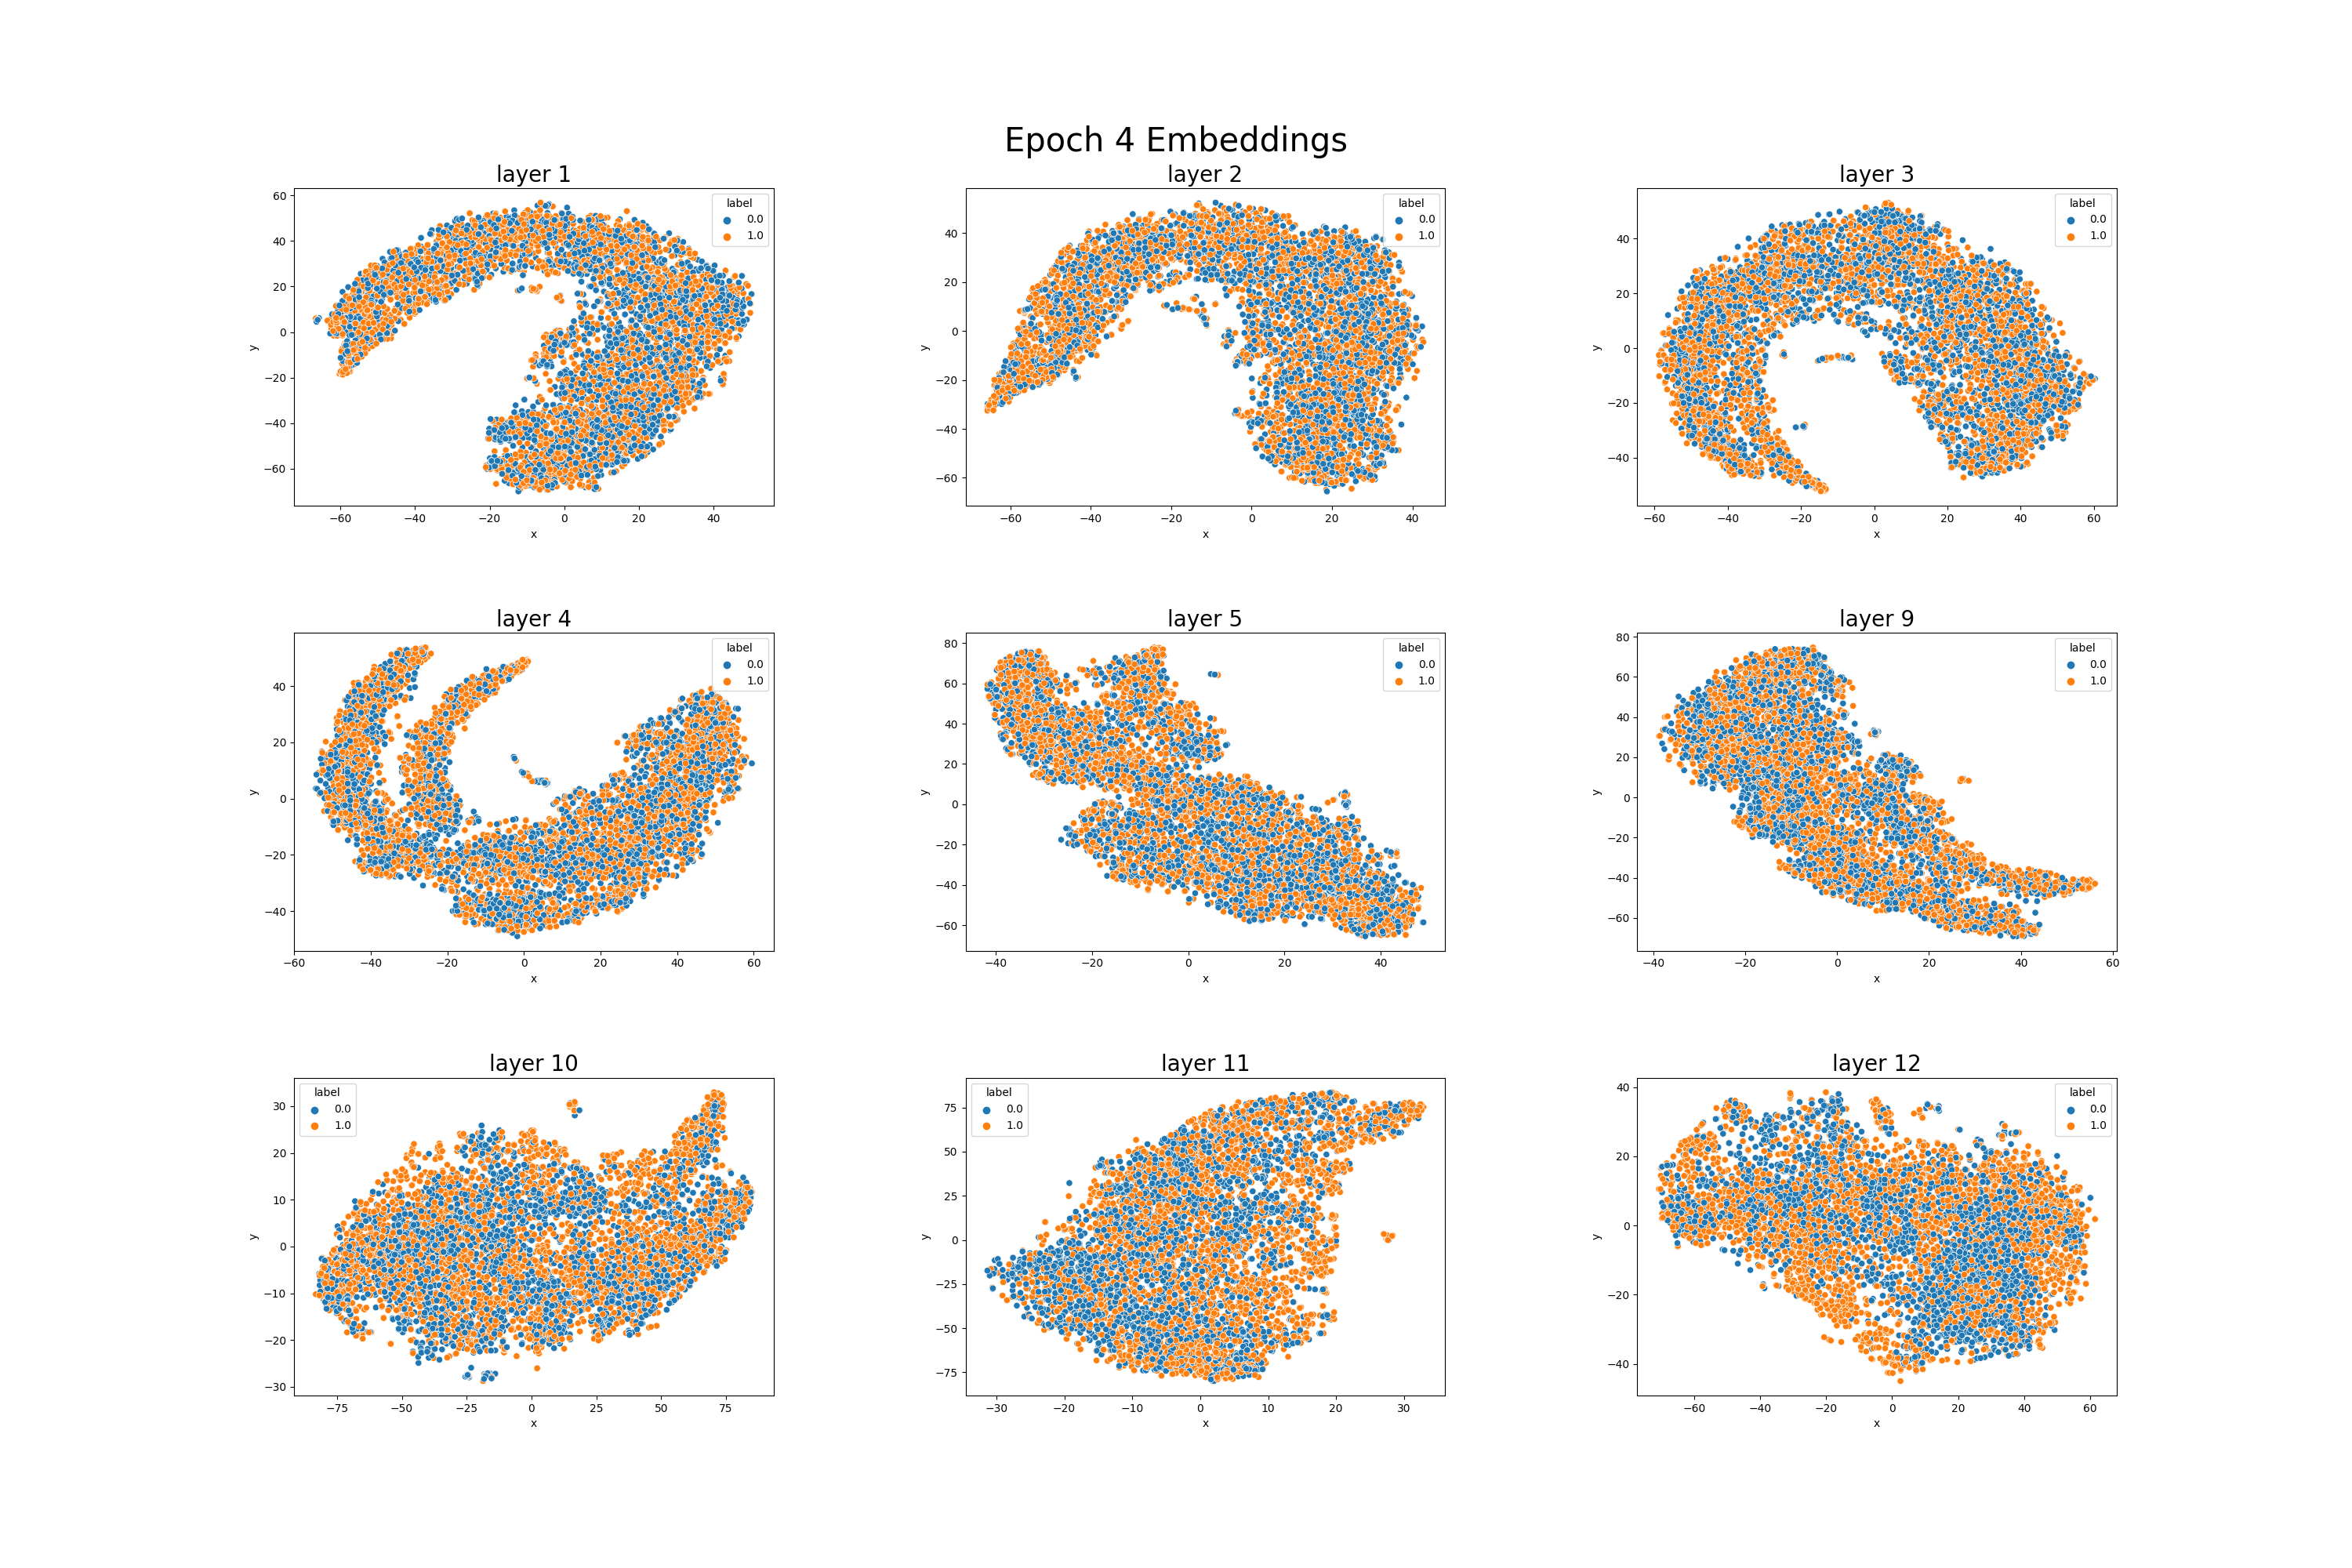 Epoch 4 Embeddings
layer 1
layer 2
layer 3
60
40
20
0
−20
−40
−60
y
−60 −40 −20 0 20 40
x
label
0.0
1.0
40
20
0
−20
−40
−60
y
−60 −40 −20 0 20 40
x
label
0.0
1.0
40
20
0
−20
−40
y
−60 −40 −20 0 20 40 60
x
label
0.0
1.0
layer 4
layer 5
layer 9
40
20
0
−20
−40
y
−60 −40 −20 0 20 40 60
x
label
0.0
1.0
80
60
40
20
0
−20
−40
−60
y
−40 −20 0 20 40
x
label
0.0
1.0
80
60
40
20
0
−20
−40
−60
y
−40 −20 0 20 40 60
x
label
0.0
1.0
layer 10
layer 11
layer 12
30
20
10
0
−10
−20
−30
y
−75 −50 −25 0 25 50 75
x
label
0.0
1.0
75
50
25
0
−25
−50
−75
y
−30 −20 −10 0 10 20 30
x
label
0.0
1.0
40
20
0
−20
−40
y
−60 −40 −20 0 20 40 60
x
label
0.0
1.0